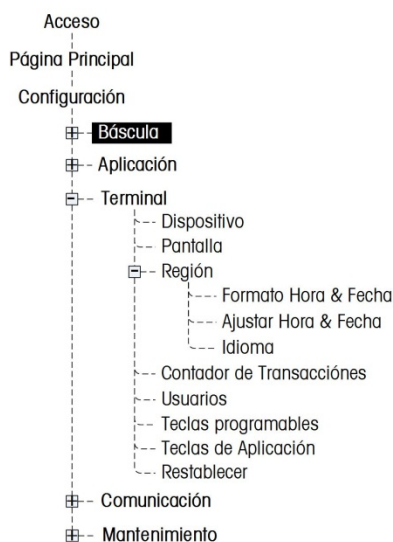 Acceso
Página Principal
Configuración
Báscula
Aplicación
Terminal
Dispositivo
Pantalla
Región
Formato Hora & Fecha
Ajustar Hora & Fecha
Idioma
Contador de Transacciónes
Usuarios
Teclas programables
Teclas de Aplicación
Restablecer
Comunicación
Mantenimiento